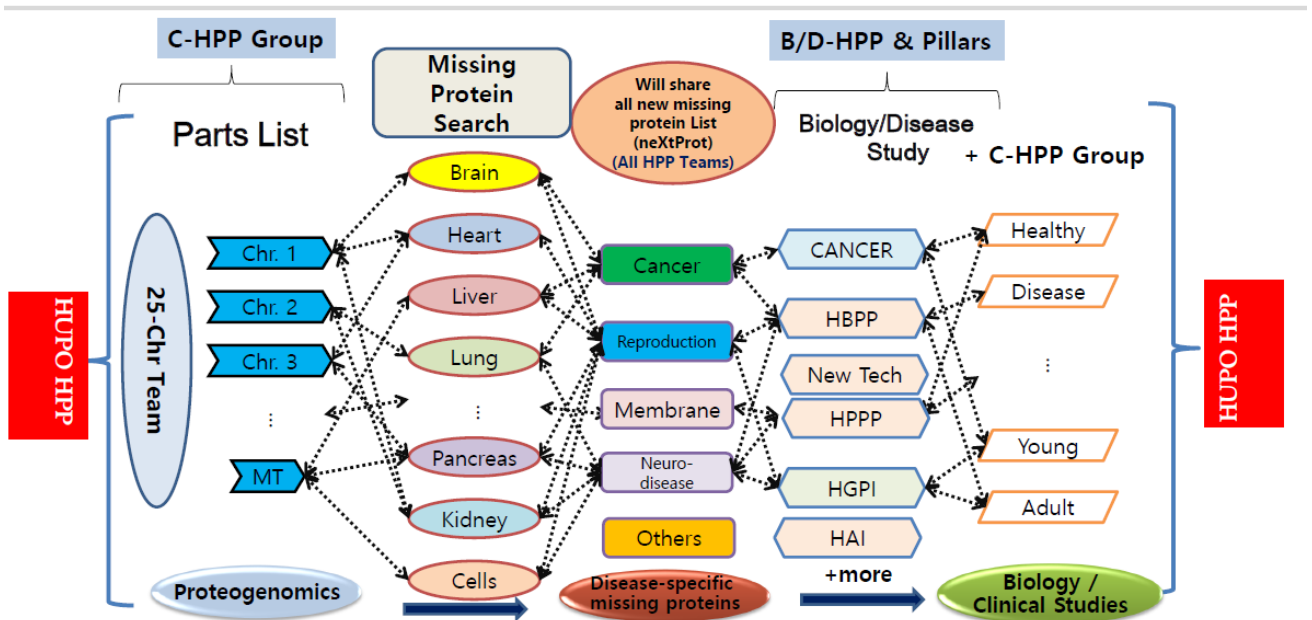 C-HPP Group
B/D-HPP & Pillars
Missing
Protein
Search
Will share
all new missing
protein List
(neXtProt)
(All HPP Teams)
Parts List
Biology/Disease
Study
+ C-HPP Group
HUPO HPP
25-Chr Team
Chr. 1
Chr. 2
Chr. 3
...
MT
Brain
Heart
Liver
Lung
...
Pancreas
Kidney
Cells
Cancer
Reproduction
Membrane
Neuro-
disease
Others
CANCER
HBPP
New Tech
HPPP
HGPI
HAI
+more
Healthy
Disease
...
Young
Adult
HUPO HPP
Proteogenomics
Disease-specific
missing proteins
Biology /
Clinical Studies